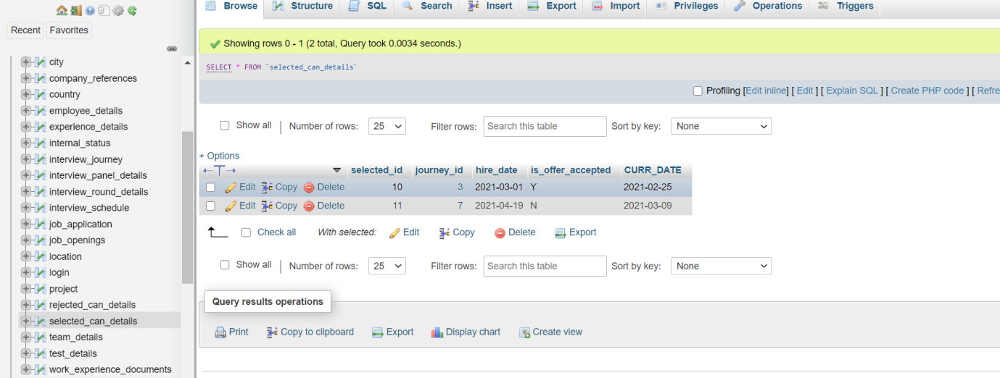 Recent Favorites
city
company_references
country
employee_details
experience_details
internal_status
interview_journey
interview_panel_details
interview_round_details
interview_schedule
job_application
job_openings
location
login
project
rejected_can_details
selected_can_details
team_details
test_details
work_experience_documents
Browse Structure SQL Search Insert Export Import Privileges Operations Triggers
Showing rows 0 - 1 (2 total, Query took 0.0034 seconds.)
SELECT * FROM `selected_can_details`
Profiling [Edit inline] [ Edit ] [ Explain SQL ] [ Create PHP code ] [ Refre
Show all | Number of rows: 25 Filter rows: Search this table Sort by key: None
+ Options
←T→ selected_id journey_id hire_date is_offer_accepted CURR_DATE
Edit Copy Delete 10 3 2021-03-01 Y 2021-02-25
Edit Copy Delete 11 7 2021-04-19 N 2021-03-09
Check all With selected: Edit Copy Delete Export
Show all | Number of rows: 25 Filter rows: Search this table Sort by key: None
Query results operations
Print Copy to clipboard Export Display chart Create view